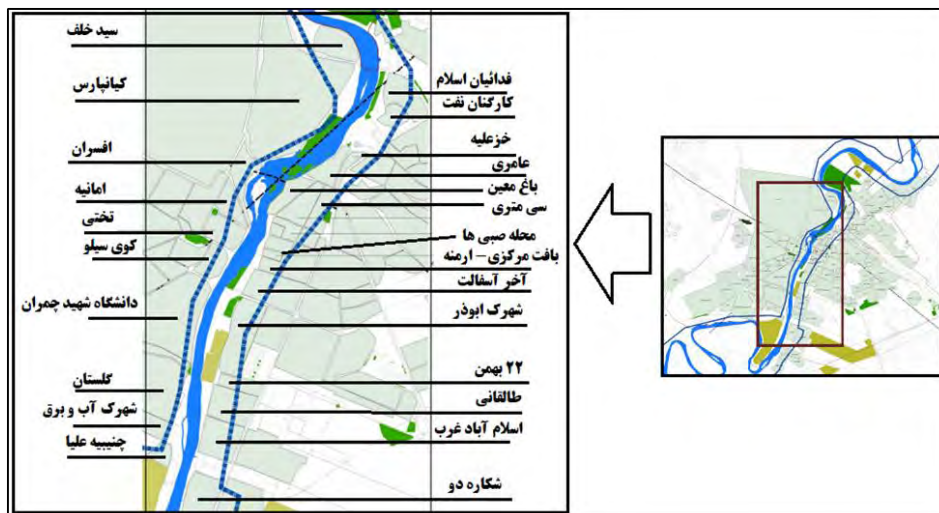 سید خلف
کیانپارس
افسران
امانیه
تختی
کوی سیلو
دانشگاه شهید چمران
گلستان
شهرک آب و برق
چنیبیه علیا
فدائیان اسلام
کارکنان نفت
خزعلیه
عامری
باغ معین
سی متری
محله صبی ها
بافت مرکزی - ارمنه
آخر آسفالت
شهرک ابوذر
۲۲ بهمن
طالقانی
اسلام آباد غرب
شکاره دو